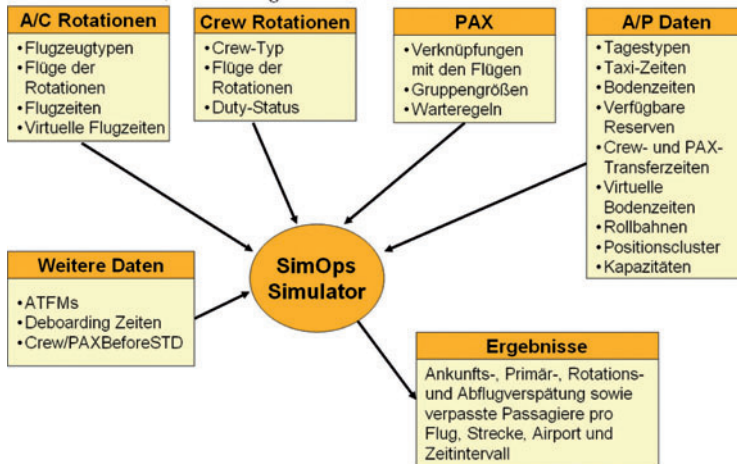 A/C Rotationen
•Flugzeugtypen
•Flüge der
Rotationen
•Flugzeiten
•Virtuelle Flugzeiten
Crew Rotationen
•Crew-Typ
•Flüge der
Rotationen
•Duty-Status
PAX
•Verknüpfungen
mit den Flügen
•Gruppengrößen
•Warteregeln
A/P Daten
•Tagestypen
•Taxi-Zeiten
•Bodenzeiten
•Verfügbare
Reserven
•Crew- und PAX-
Transferzeiten
•Virtuelle
Bodenzeiten
•Rollbahnen
•Positionscluster
•Kapazitäten
SimOps
Simulator
Weitere Daten
•ATFMs
•Deboarding Zeiten
•Crew/PAXBeforeSTD
Ergebnisse
Ankunfts-, Primär-, Rotations-
und Abflugverspätung sowie
verpasste Passagiere pro
Flug, Strecke, Airport und
Zeitintervall